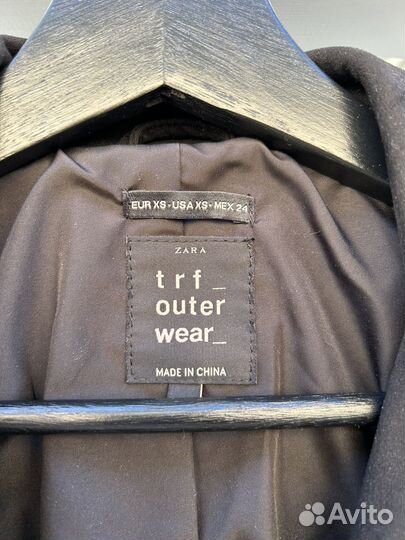 EUR XS - USA XS - MEX 24
ZARA
trf_
outer
wear_
MADE IN CHINA
Avito